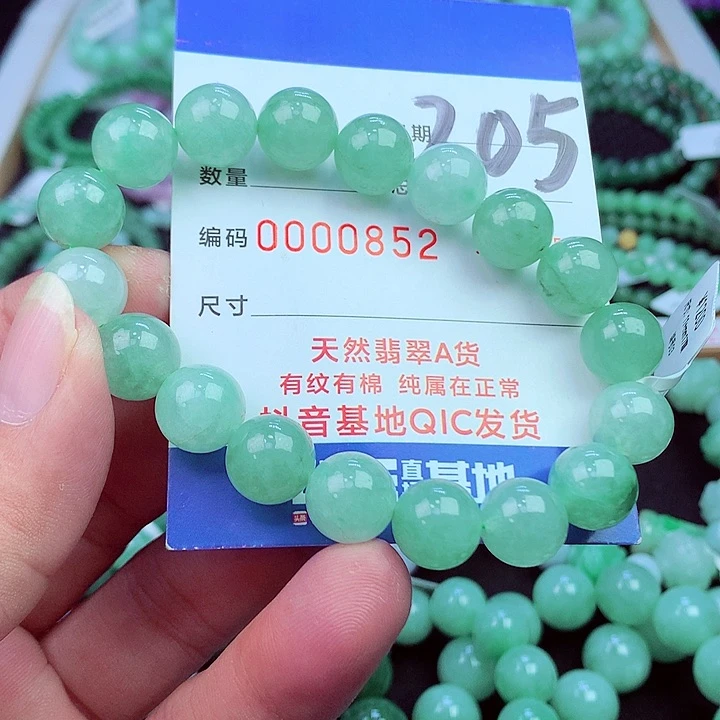 期
205
数量
编码 0000852
尺寸
天然翡翠A货
有纹有棉 纯属在正常
抖音基地QIC发货
基地